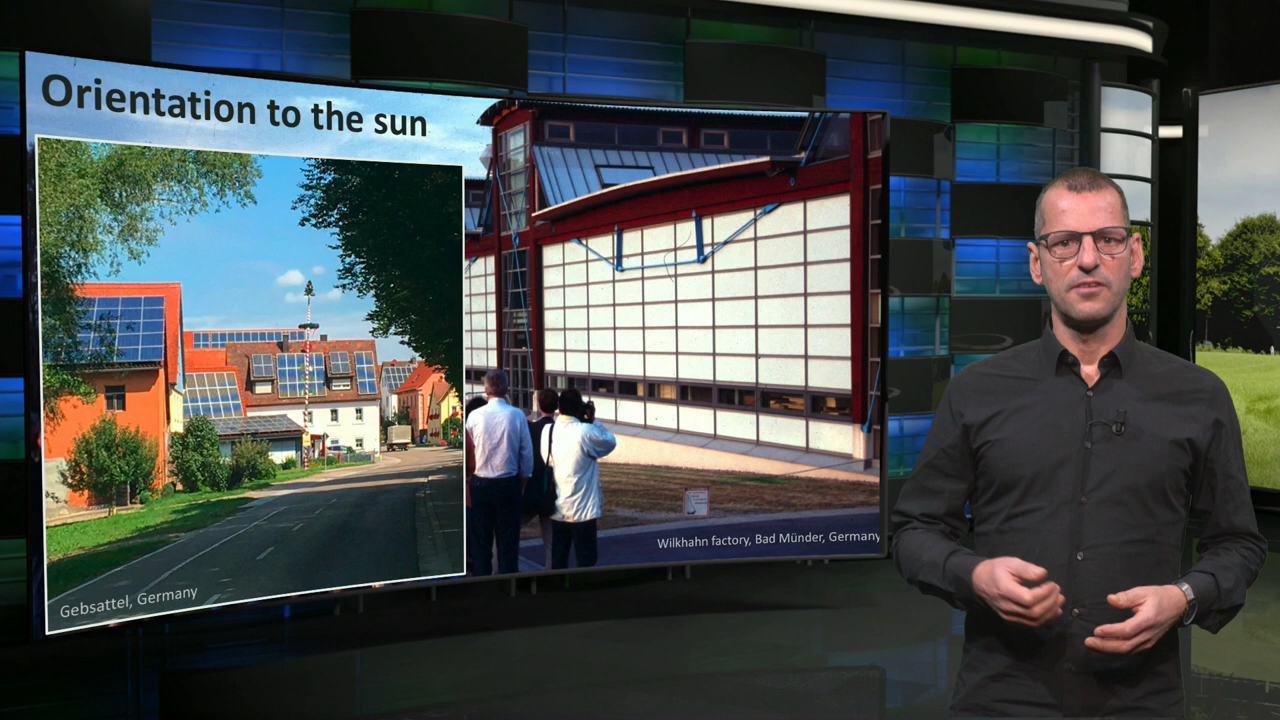 Orientation to the sun
Gebsattel, Germany
Wilkhahn factory, Bad Münder, Germany